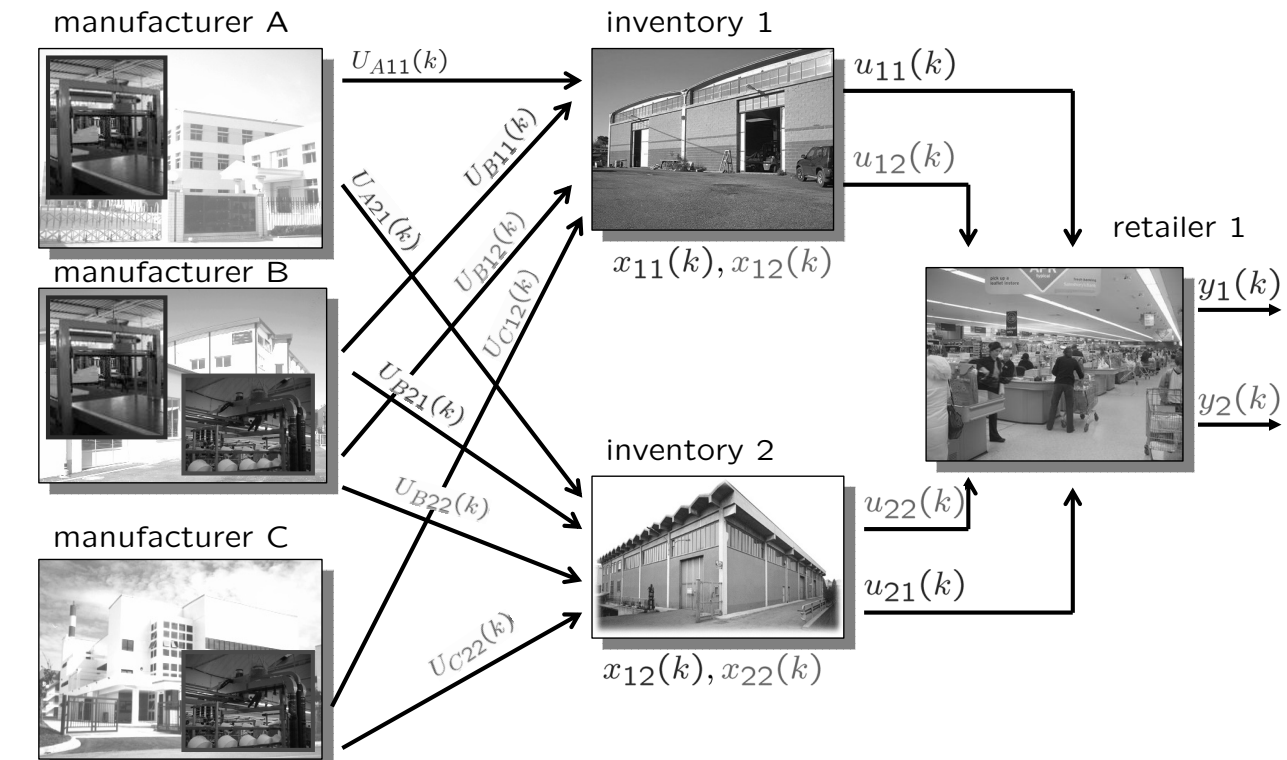 manufacturer A
inventory 1
U_{A11}(k)
u_{11}(k)
U_{B11}(k)
u_{12}(k)
U_{A21}(k)
retailer 1
U_{B12}(k)
x_{11}(k), x_{12}(k)
manufacturer B
U_{C12}(k)
y_1(k)
U_{B21}(k)
y_2(k)
inventory 2
U_{B22}(k)
u_{22}(k)
manufacturer C
u_{21}(k)
U_{C22}(k)
x_{12}(k), x_{22}(k)